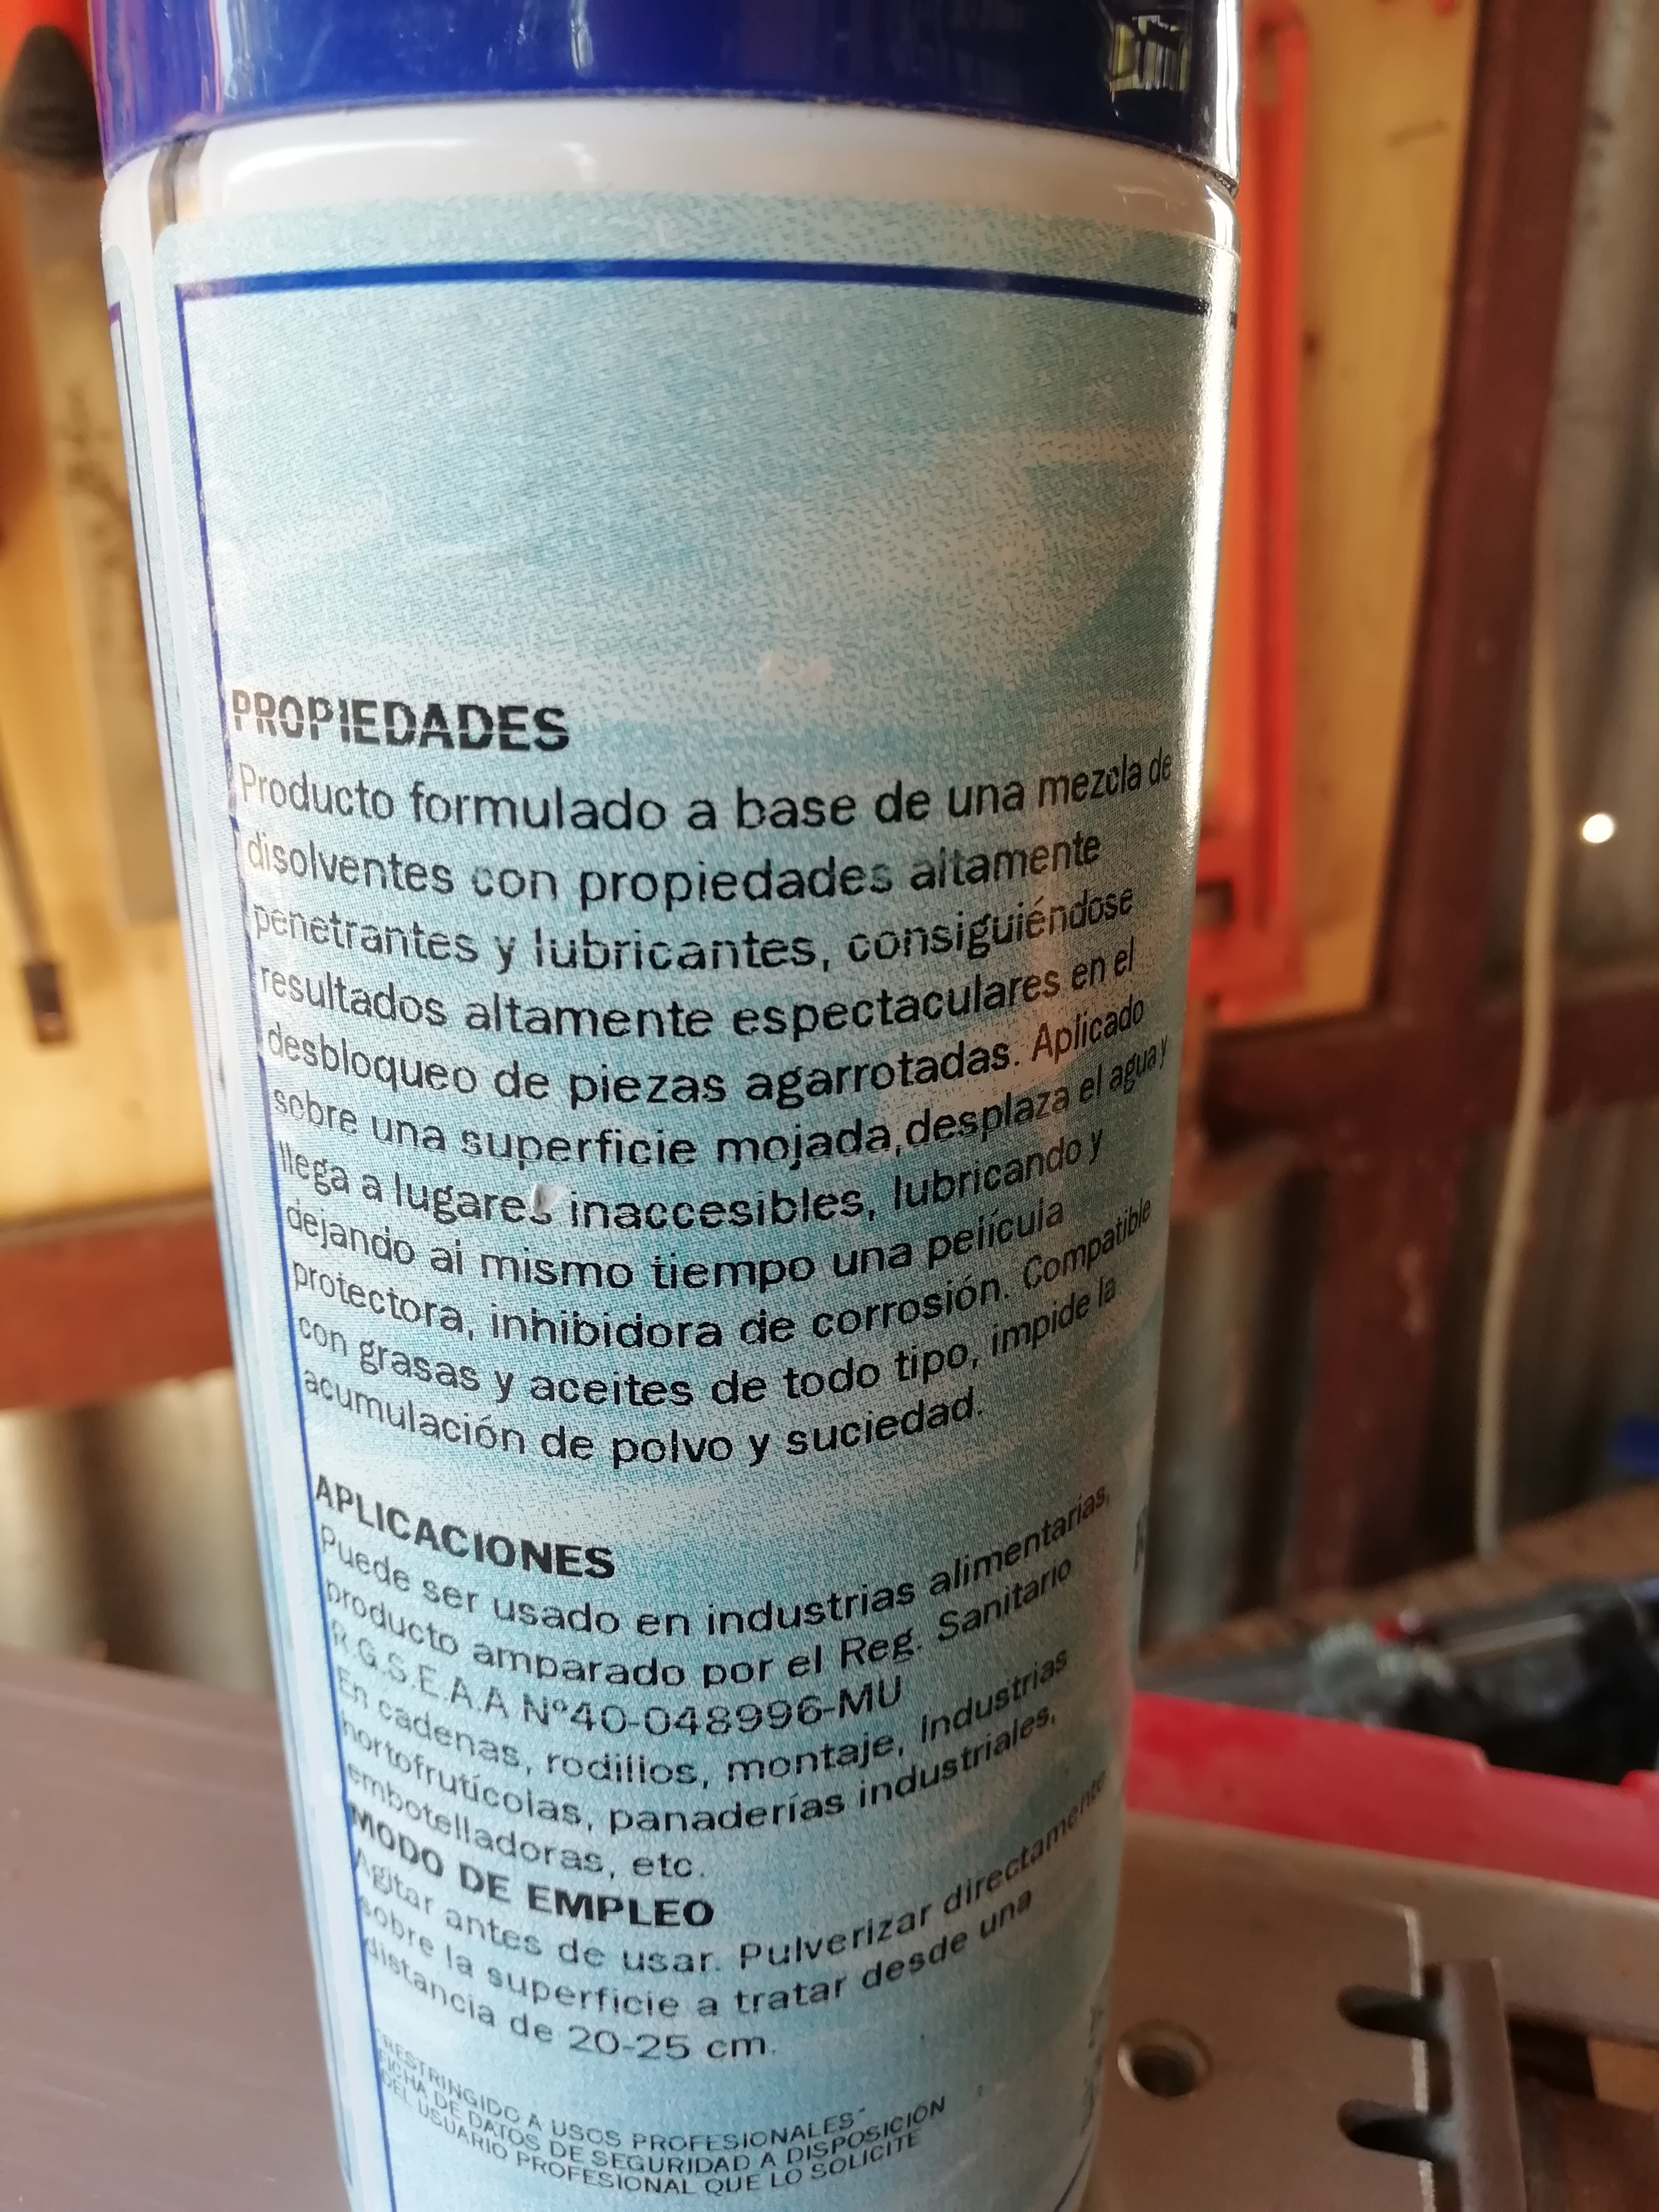 PROPIEDADES
Producto formulado a base de una mezcla de
disolventes con propiedades altamente
penetrantes y lubricantes, consiguiéndose
resultados altamente espectaculares en el
desbloqueo de piezas agarrotadas. Aplicado
sobre una superficie mojada,desplaza el agua y
llega a lugares inaccesibles, lubricando y
dejando al mismo tiempo una película
protectora, inhibidora de corrosión. Compatible
con grasas y aceites de todo tipo, impide la
acumulación de polvo y suciedad.
APLICACIONES
Puede ser usado en industrias alimentarias,
producto amparado por el Reg. Sanitario
R.G.S.E.A.A Nº40-048996-MU
En cadenas, rodillos, montaje, industrias
hortofrutícolas, panaderías industriales,
embotelladoras, etc.
MODO DE EMPLEO
Agitar antes de usar. Pulverizar directamente
sobre la superficie a tratar desde una
distancia de 20-25 cm.
"RESTRINGIDO A USOS PROFESIONALES"
FICHA DE DATOS DE SEGURIDAD A DISPOSICIÓN
DEL USUARIO PROFESIONAL QUE LO SOLICITE